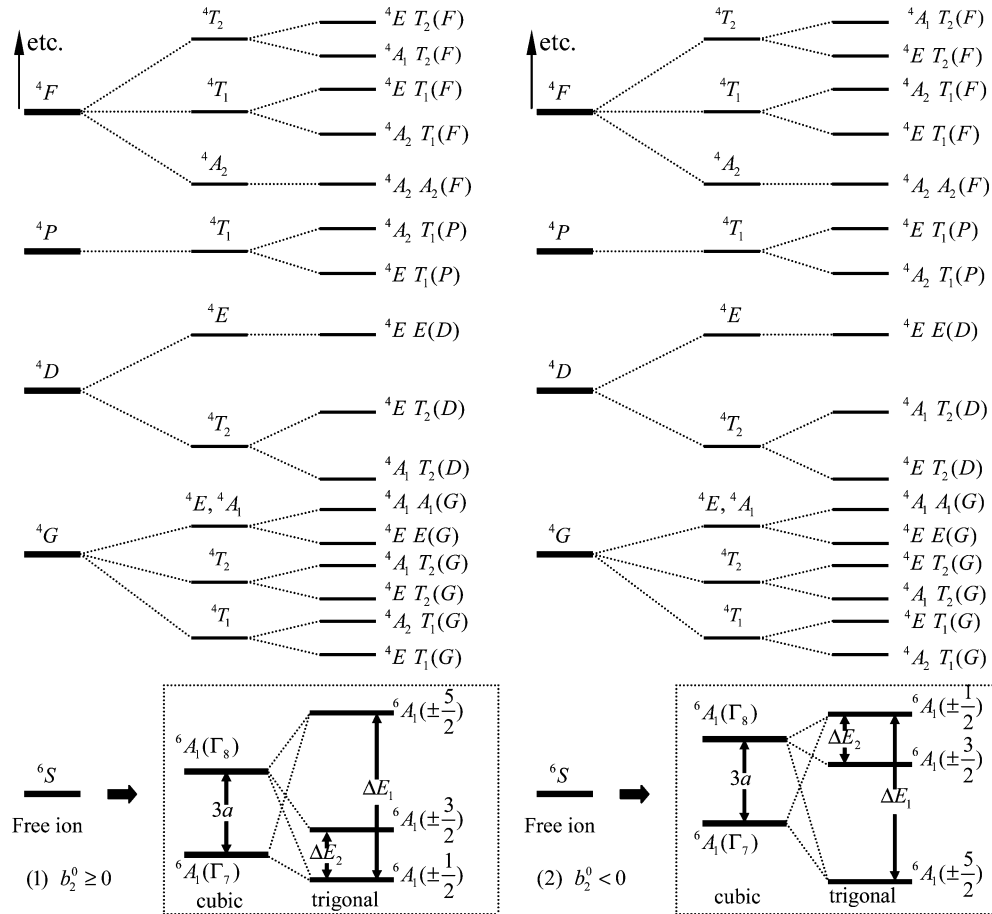 etc.
⁴F
⁴T₂
⁴E T₂(F)
⁴A₁ T₂(F)
⁴T₁
⁴E T₁(F)
⁴A₂ T₁(F)
⁴A₂
⁴A₂ A₂(F)
⁴P
⁴T₁
⁴A₂ T₁(P)
⁴E T₁(P)
⁴D
⁴E
⁴E E(D)
⁴T₂
⁴E T₂(D)
⁴A₁ T₂(D)
⁴G
⁴E, ⁴A₁
⁴A₁ A₁(G)
⁴E E(G)
⁴T₂
⁴A₁ T₂(G)
⁴E T₂(G)
⁴T₁
⁴A₂ T₁(G)
⁴E T₁(G)
⁶S
Free ion
(1) b₂⁰ ≥ 0
⁶A₁(Γ₈)
3a
⁶A₁(Γ₇)
cubic
⁶A₁(±5/2)
ΔE₁
⁶A₁(±3/2)
ΔE₂
⁶A₁(±1/2)
trigonal
etc.
⁴F
⁴T₂
⁴A₁ T₂(F)
⁴E T₂(F)
⁴T₁
⁴A₂ T₁(F)
⁴E T₁(F)
⁴A₂
⁴A₂ A₂(F)
⁴P
⁴T₁
⁴E T₁(P)
⁴A₂ T₁(P)
⁴D
⁴E
⁴E E(D)
⁴T₂
⁴A₁ T₂(D)
⁴E T₂(D)
⁴G
⁴E, ⁴A₁
⁴A₁ A₁(G)
⁴E E(G)
⁴T₂
⁴E T₂(G)
⁴A₁ T₂(G)
⁴T₁
⁴E T₁(G)
⁴A₂ T₁(G)
⁶S
Free ion
(2) b₂⁰ < 0
⁶A₁(Γ₈)
3a
⁶A₁(Γ₇)
cubic
⁶A₁(±1/2)
ΔE₂
⁶A₁(±3/2)
ΔE₁
⁶A₁(±5/2)
trigonal